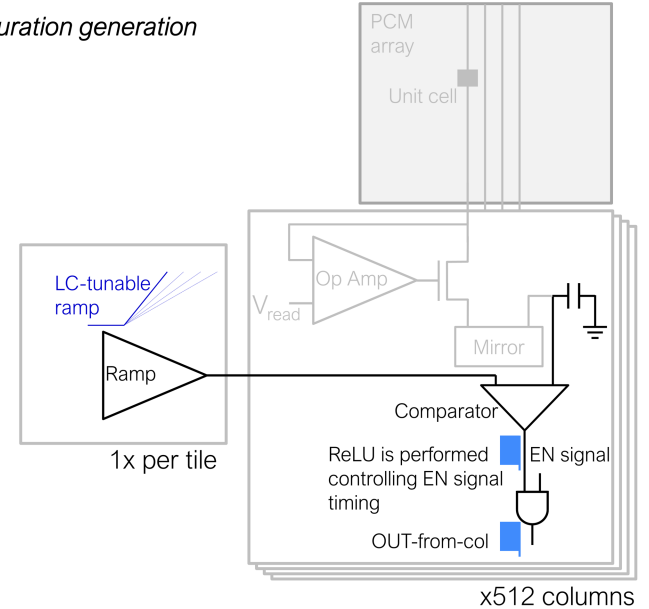 uration generation
PCM
array
Unit cell
LC-tunable
ramp
Op Amp
Vread
Mirror
Ramp
Comparator
1x per tile
ReLU is performed
controlling EN signal
timing
EN signal
OUT-from-col
x512 columns